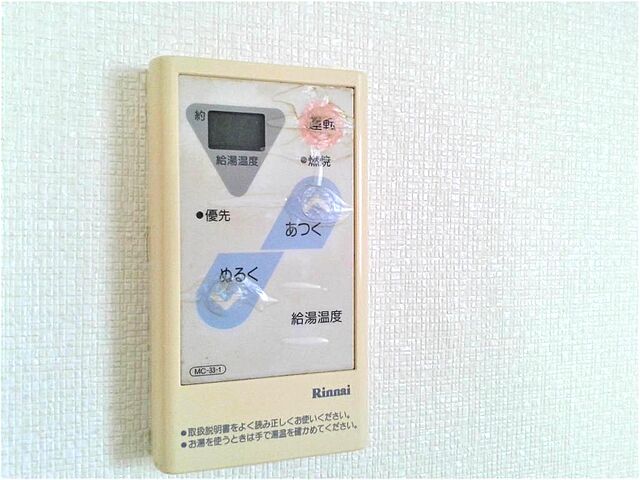 約
運転
給湯温度
燃焼
優先
あつく
ぬるく
給湯温度
MC-33-1
Rinnai
●取扱説明書をよく読み正しくお使いください。
●お湯を使うときは手で湯温を確かめてください。